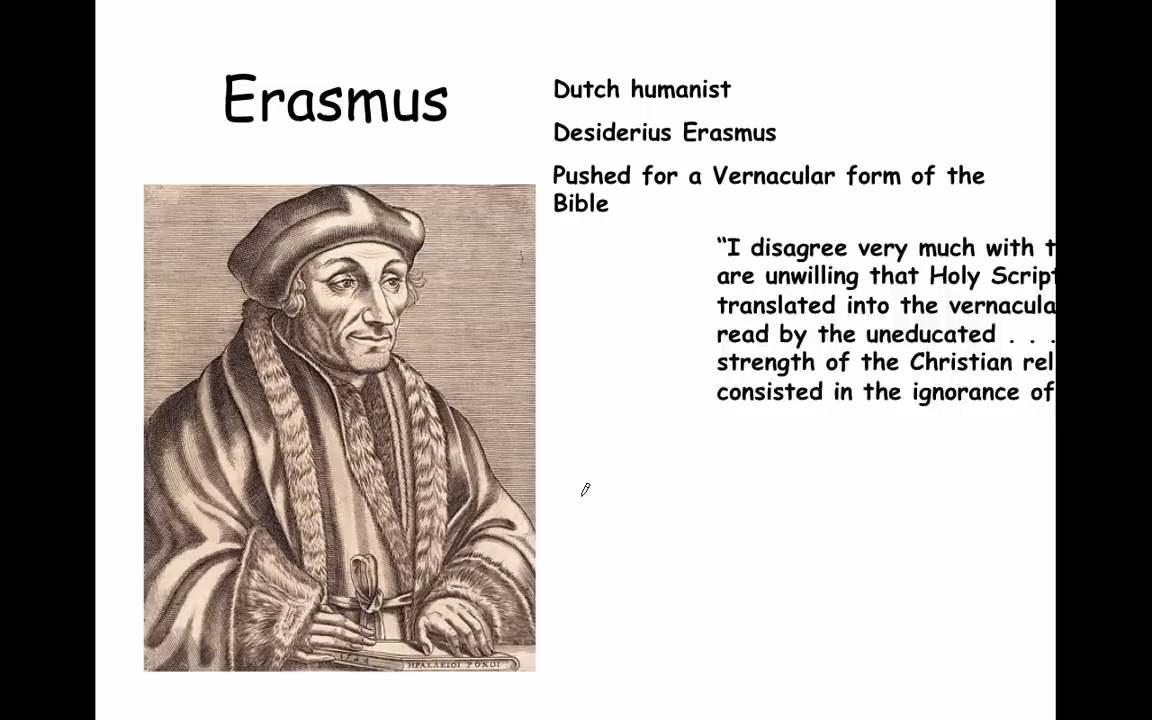 Erasmus
Dutch humanist
Desiderius Erasmus
Pushed for a Vernacular form of the
Bible
“I disagree very much with t
are unwilling that Holy Script
translated into the vernacula
read by the uneducated . . .
strength of the Christian rel
consisted in the ignorance of
ΗΡΑΚΛΕΙΟΙ ΠΟΝΟΙ